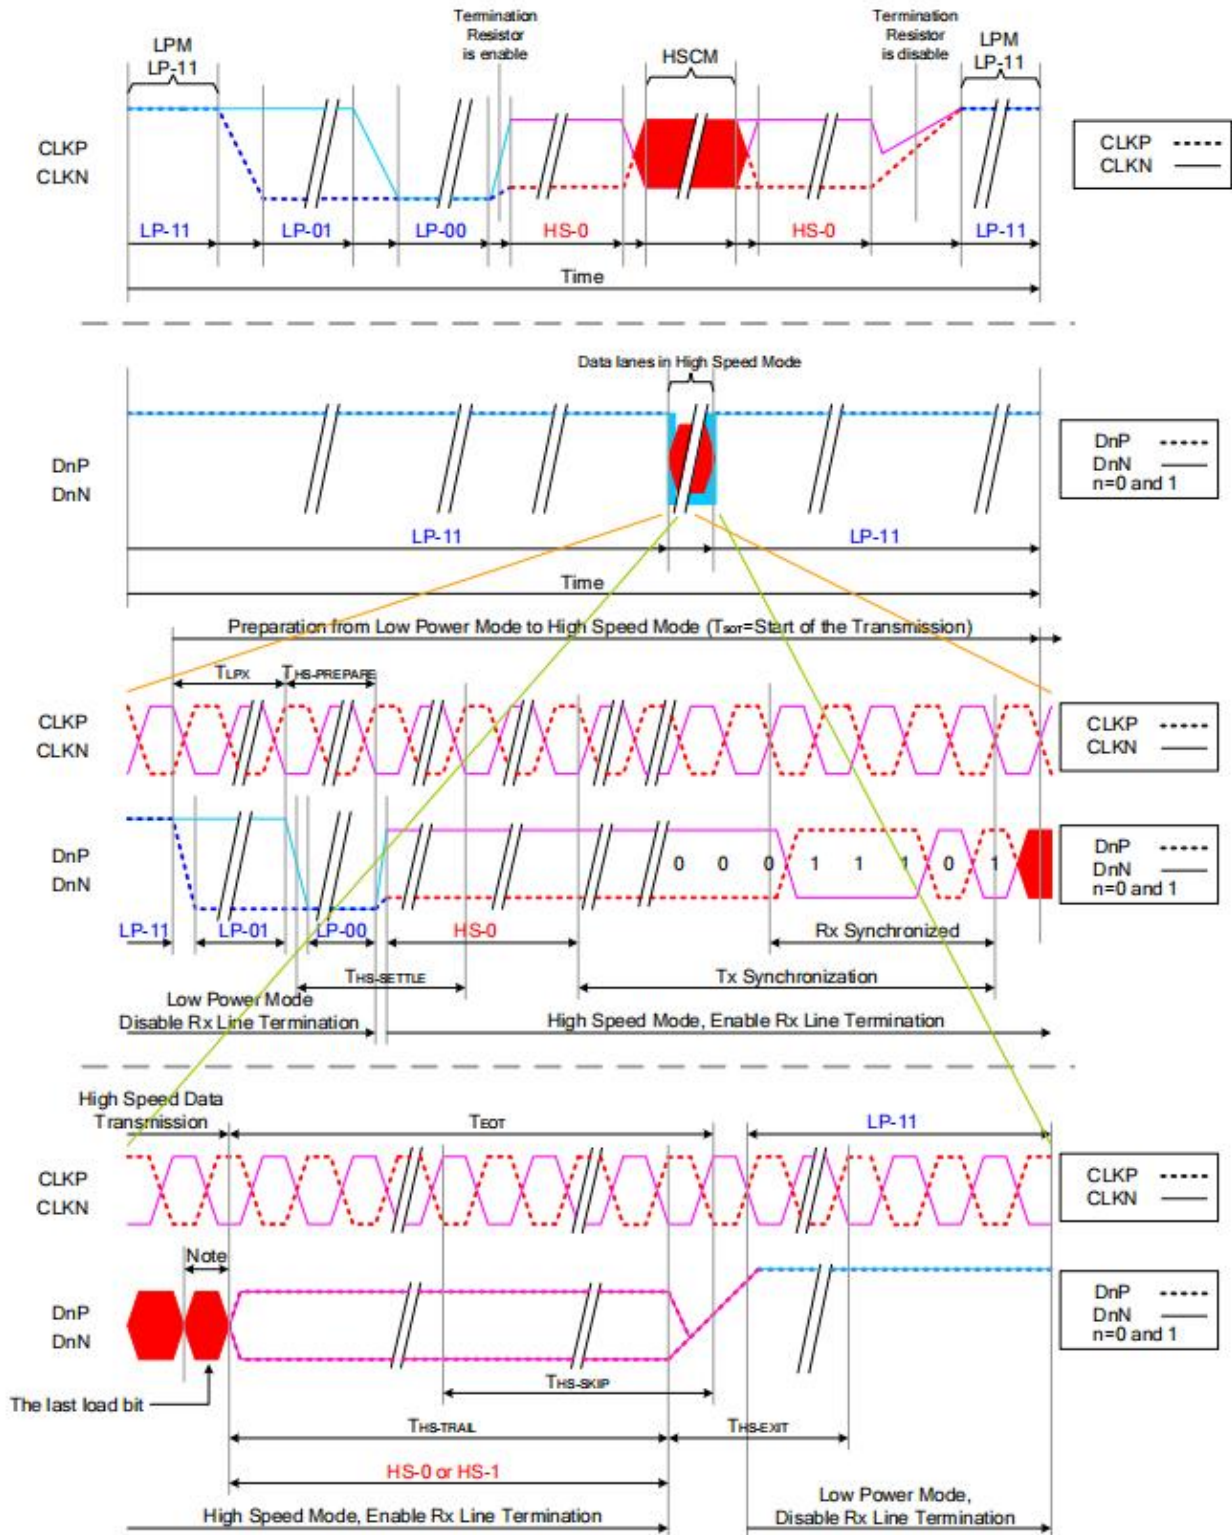 Termination
Resistor
is enable
Termination
Resistor
is disable
LPM
LP-11
HSCM
LPM
LP-11
CLKP
CLKN
CLKP
CLKN
LP-11
LP-01
LP-00
HS-0
HS-0
LP-11
Time
Data lanes in High Speed Mode
DnP
DnN
DnP
DnN
n=0 and 1
LP-11
LP-11
Time
Preparation from Low Power Mode to High Speed Mode (TSOT=Start of the Transmission)
TLPX
THS-PREPARE
CLKP
CLKN
CLKP
CLKN
DnP
DnN
0 0 0 1 1 1 0 1
DnP
DnN
n=0 and 1
LP-11
LP-01
LP-00
HS-0
Rx Synchronized
THS-SETTLE
Tx Synchronization
Low Power Mode
Disable Rx Line Termination
High Speed Mode, Enable Rx Line Termination
High Speed Data
Transmission
TEOT
LP-11
CLKP
CLKN
CLKP
CLKN
Note
DnP
DnN
DnP
DnN
n=0 and 1
The last load bit
THS-SKIP
THS-TRAIL
THS-EXIT
HS-0 or HS-1
High Speed Mode, Enable Rx Line Termination
Low Power Mode,
Disable Rx Line Termination